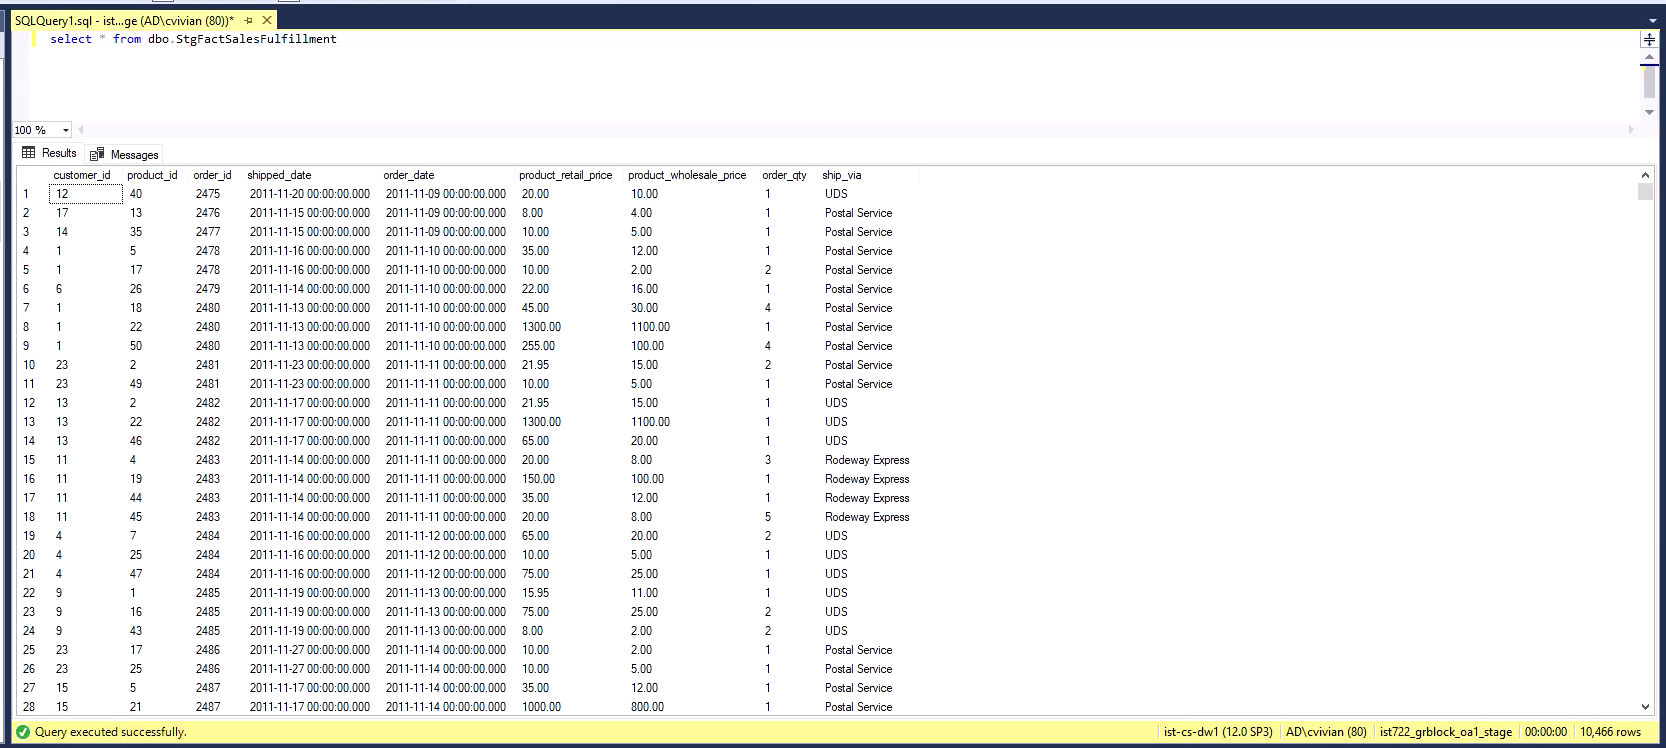 SQLQuery1.sql - ist...ge (AD\cvivian (80))*
select * from dbo.StgFactSalesFulfillment
100 %
Results Messages
customer_id product_id order_id shipped_date order_date product_retail_price product_wholesale_price order_qty ship_via
1 12 40 2475 2011-11-20 00:00:00.000 2011-11-09 00:00:00.000 20.00 10.00 1 UDS
2 17 13 2476 2011-11-15 00:00:00.000 2011-11-09 00:00:00.000 8.00 4.00 1 Postal Service
3 14 35 2477 2011-11-15 00:00:00.000 2011-11-09 00:00:00.000 10.00 5.00 1 Postal Service
4 1 5 2478 2011-11-16 00:00:00.000 2011-11-10 00:00:00.000 35.00 12.00 1 Postal Service
5 1 17 2478 2011-11-16 00:00:00.000 2011-11-10 00:00:00.000 10.00 2.00 2 Postal Service
6 6 26 2479 2011-11-14 00:00:00.000 2011-11-10 00:00:00.000 22.00 16.00 1 Postal Service
7 1 18 2480 2011-11-13 00:00:00.000 2011-11-10 00:00:00.000 45.00 30.00 4 Postal Service
8 1 22 2480 2011-11-13 00:00:00.000 2011-11-10 00:00:00.000 1300.00 1100.00 1 Postal Service
9 1 50 2480 2011-11-13 00:00:00.000 2011-11-10 00:00:00.000 255.00 100.00 4 Postal Service
10 23 2 2481 2011-11-23 00:00:00.000 2011-11-11 00:00:00.000 21.95 15.00 2 Postal Service
11 23 49 2481 2011-11-23 00:00:00.000 2011-11-11 00:00:00.000 10.00 5.00 1 Postal Service
12 13 2 2482 2011-11-17 00:00:00.000 2011-11-11 00:00:00.000 21.95 15.00 1 UDS
13 13 22 2482 2011-11-17 00:00:00.000 2011-11-11 00:00:00.000 1300.00 1100.00 1 UDS
14 13 46 2482 2011-11-17 00:00:00.000 2011-11-11 00:00:00.000 65.00 20.00 1 UDS
15 11 4 2483 2011-11-14 00:00:00.000 2011-11-11 00:00:00.000 20.00 8.00 3 Rodeway Express
16 11 19 2483 2011-11-14 00:00:00.000 2011-11-11 00:00:00.000 150.00 100.00 1 Rodeway Express
17 11 44 2483 2011-11-14 00:00:00.000 2011-11-11 00:00:00.000 35.00 12.00 1 Rodeway Express
18 11 45 2483 2011-11-14 00:00:00.000 2011-11-11 00:00:00.000 20.00 8.00 5 Rodeway Express
19 4 7 2484 2011-11-16 00:00:00.000 2011-11-12 00:00:00.000 65.00 20.00 2 UDS
20 4 25 2484 2011-11-16 00:00:00.000 2011-11-12 00:00:00.000 10.00 5.00 1 UDS
21 4 47 2484 2011-11-16 00:00:00.000 2011-11-12 00:00:00.000 75.00 25.00 1 UDS
22 9 1 2485 2011-11-19 00:00:00.000 2011-11-13 00:00:00.000 15.95 11.00 1 UDS
23 9 16 2485 2011-11-19 00:00:00.000 2011-11-13 00:00:00.000 75.00 25.00 2 UDS
24 9 43 2485 2011-11-19 00:00:00.000 2011-11-13 00:00:00.000 8.00 2.00 2 UDS
25 23 17 2486 2011-11-27 00:00:00.000 2011-11-14 00:00:00.000 10.00 2.00 1 Postal Service
26 23 25 2486 2011-11-27 00:00:00.000 2011-11-14 00:00:00.000 10.00 5.00 1 Postal Service
27 15 5 2487 2011-11-17 00:00:00.000 2011-11-14 00:00:00.000 35.00 12.00 1 Postal Service
28 15 21 2487 2011-11-17 00:00:00.000 2011-11-14 00:00:00.000 1000.00 800.00 1 Postal Service
Query executed successfully. ist-cs-dw1 (12.0 SP3) AD\cvivian (80) ist722_grblock_oa1_stage 00:00:00 10,466 rows